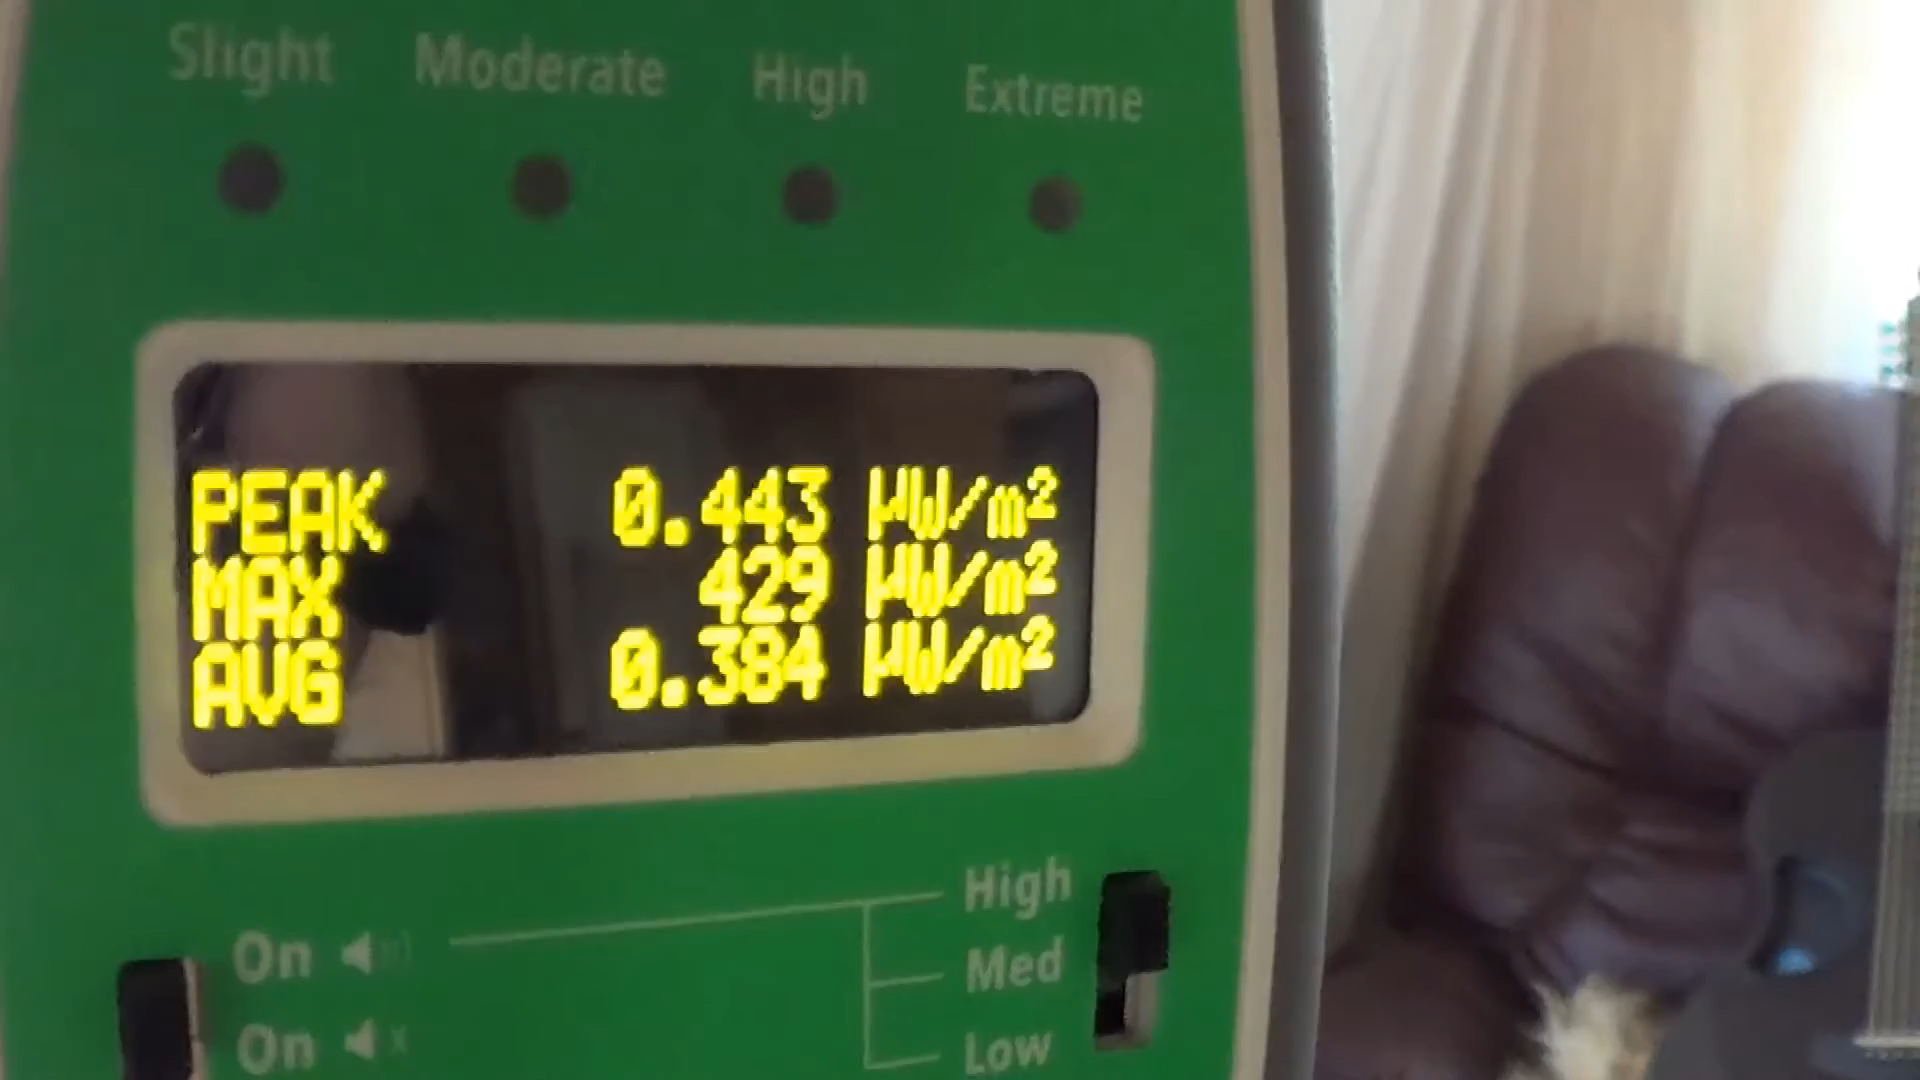 Slight Moderate High Extreme
PEAK 0.443 µW/m²
MAX 429 µW/m²
AVG 0.384 µW/m²
High
On
Med
On
Low